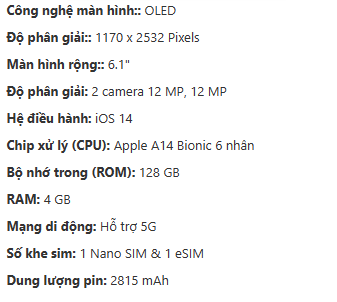 Công nghệ màn hình:: OLED
Độ phân giải:: 1170 x 2532 Pixels
Màn hình rộng:: 6.1"
Độ phân giải: 2 camera 12 MP, 12 MP
Hệ điều hành: iOS 14
Chip xử lý (CPU): Apple A14 Bionic 6 nhân
Bộ nhớ trong (ROM): 128 GB
RAM: 4 GB
Mạng di động: Hỗ trợ 5G
Số khe sim: 1 Nano SIM & 1 eSIM
Dung lượng pin: 2815 mAh